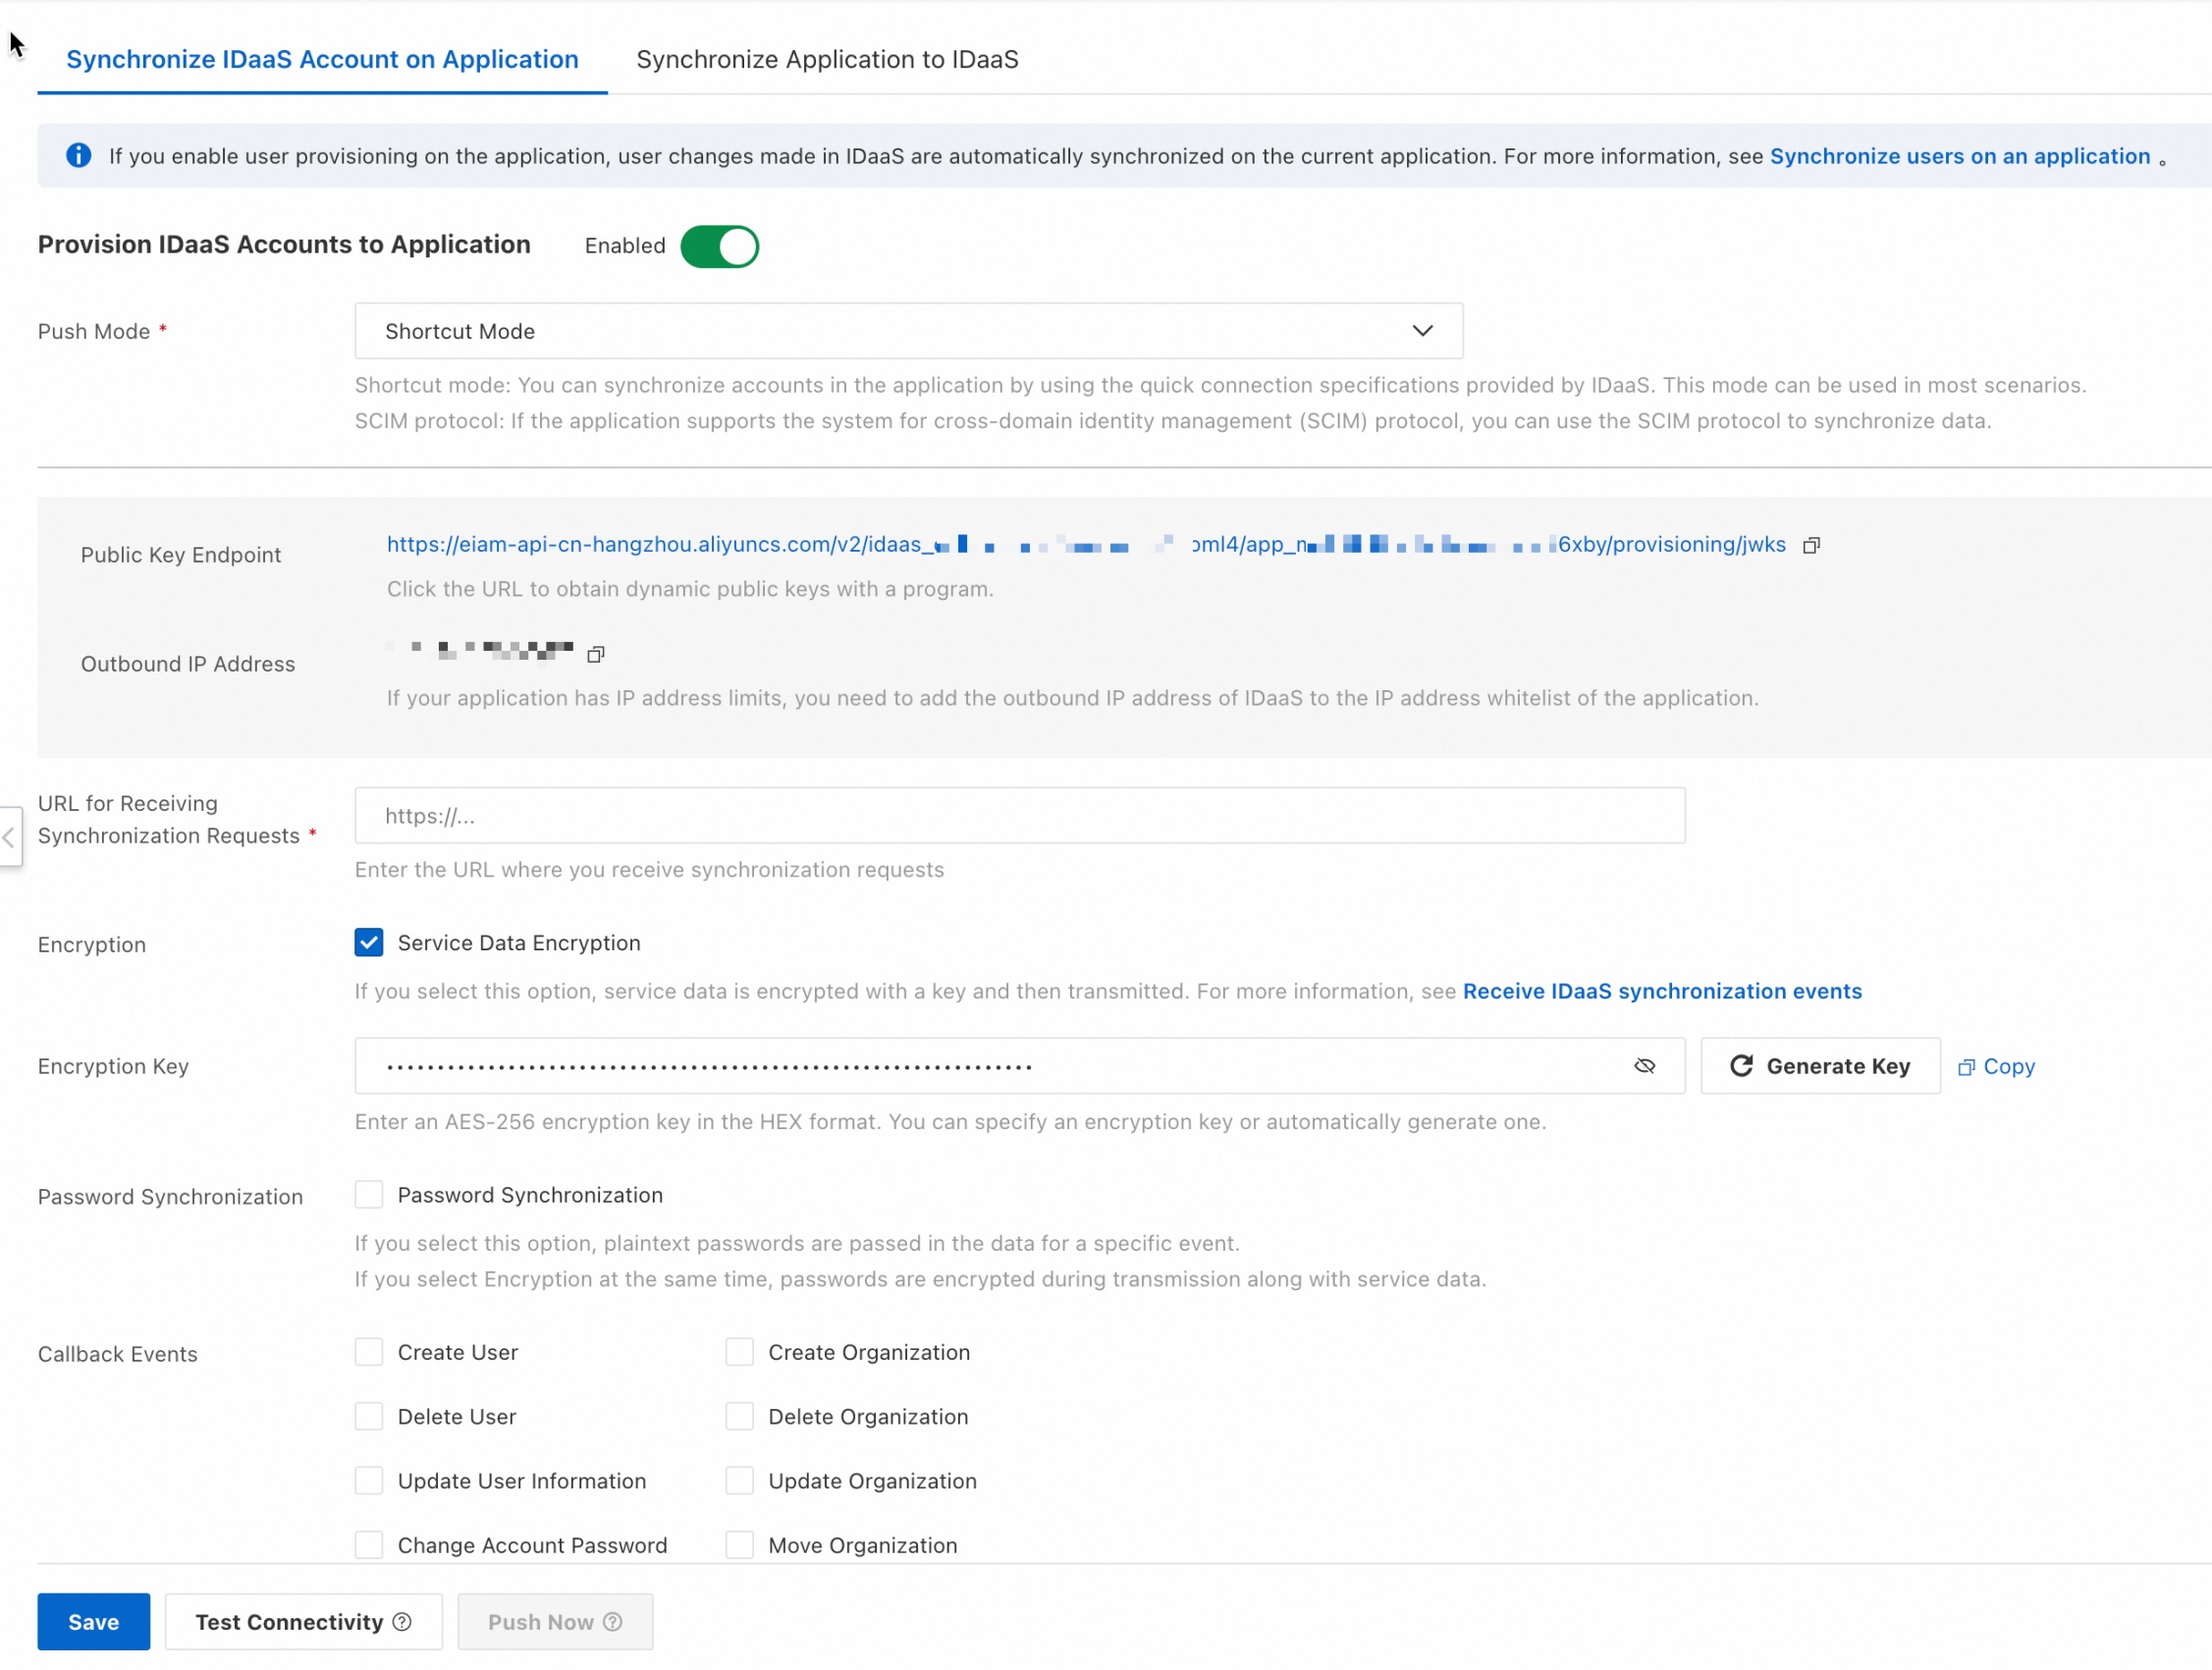 Synchronize IDaaS Account on Application
Synchronize Application to IDaaS
If you enable user provisioning on the application, user changes made in IDaaS are automatically synchronized on the current application. For more information, see Synchronize users on an application 。
Provision IDaaS Accounts to Application
Enabled
Push Mode *
Shortcut Mode
Shortcut mode: You can synchronize accounts in the application by using the quick connection specifications provided by IDaaS. This mode can be used in most scenarios.
SCIM protocol: If the application supports the system for cross-domain identity management (SCIM) protocol, you can use the SCIM protocol to synchronize data.
Public Key Endpoint
https://eiam-api-cn-hangzhou.aliyuncs.com/v2/idaas_ oml4/app_n 6xby/provisioning/jwks
Click the URL to obtain dynamic public keys with a program.
Outbound IP Address
If your application has IP address limits, you need to add the outbound IP address of IDaaS to the IP address whitelist of the application.
URL for Receiving
Synchronization Requests *
https://...
Enter the URL where you receive synchronization requests
Encryption
Service Data Encryption
If you select this option, service data is encrypted with a key and then transmitted. For more information, see Receive IDaaS synchronization events
Encryption Key
Generate Key
Copy
Enter an AES-256 encryption key in the HEX format. You can specify an encryption key or automatically generate one.
Password Synchronization
Password Synchronization
If you select this option, plaintext passwords are passed in the data for a specific event.
If you select Encryption at the same time, passwords are encrypted during transmission along with service data.
Callback Events
Create User
Create Organization
Delete User
Delete Organization
Update User Information
Update Organization
Change Account Password
Move Organization
Save
Test Connectivity
Push Now